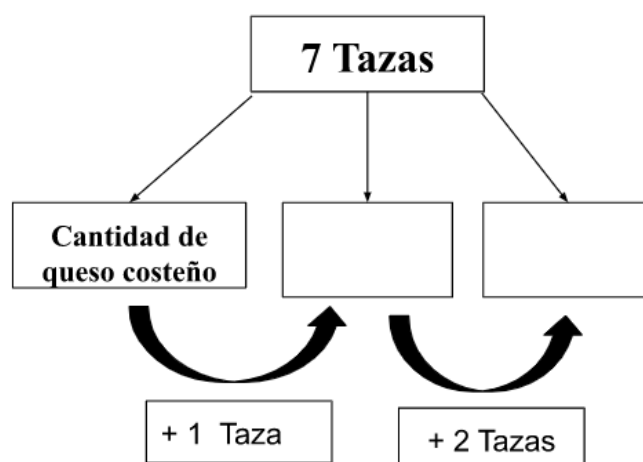 7 Tazas
Cantidad de
queso costeño
+ 1 Taza
+ 2 Tazas